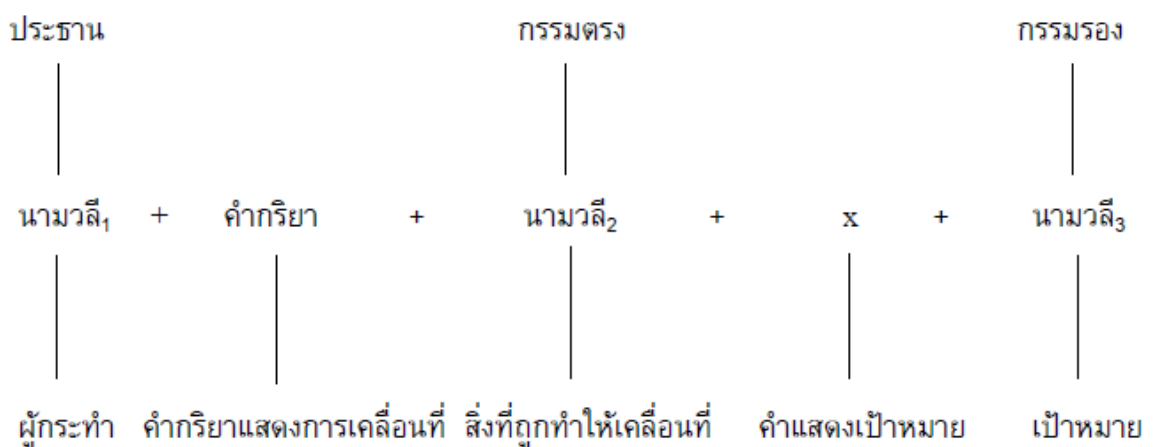 ประธาน กรรมตรง กรรมรอง
นามวลี1 + คำกริยา + นามวลี2 + x + นามวลี3
ผู้กระทำ คำกริยาแสดงการเคลื่อนที่ สิ่งที่ถูกทำให้เคลื่อนที่ คำแสดงเป้าหมาย เป้าหมาย